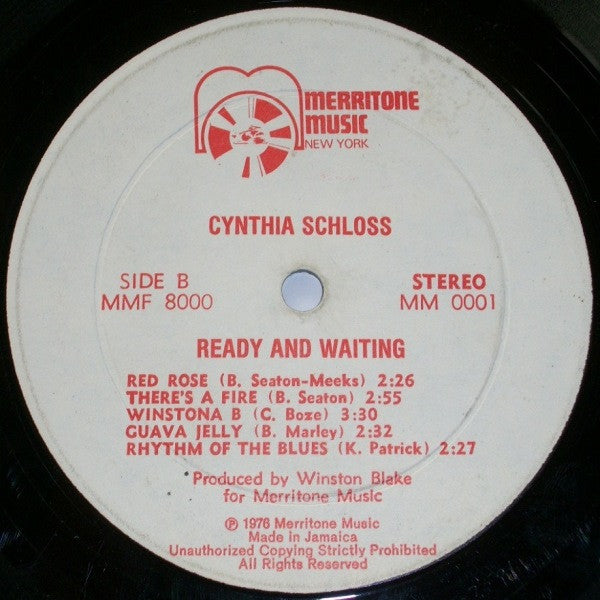 MERRITONE
MUSIC
NEW YORK
CYNTHIA SCHLOSS
SIDE B
MMF 8000
STEREO
MM 0001
READY AND WAITING
RED ROSE (B. Seaton-Meeks) 2:26
THERE'S A FIRE (B. Seaton) 2:55
WINSTONA B (C. Boze) 3:30
GUAVA JELLY (B. Marley) 2:32
RHYTHM OF THE BLUES (K. Patrick) 2:27
Produced by Winston Blake
for Merritone Music
℗ 1976 Merritone Music
Made in Jamaica
Unauthorized Copying Strictly Prohibited
All Rights Reserved